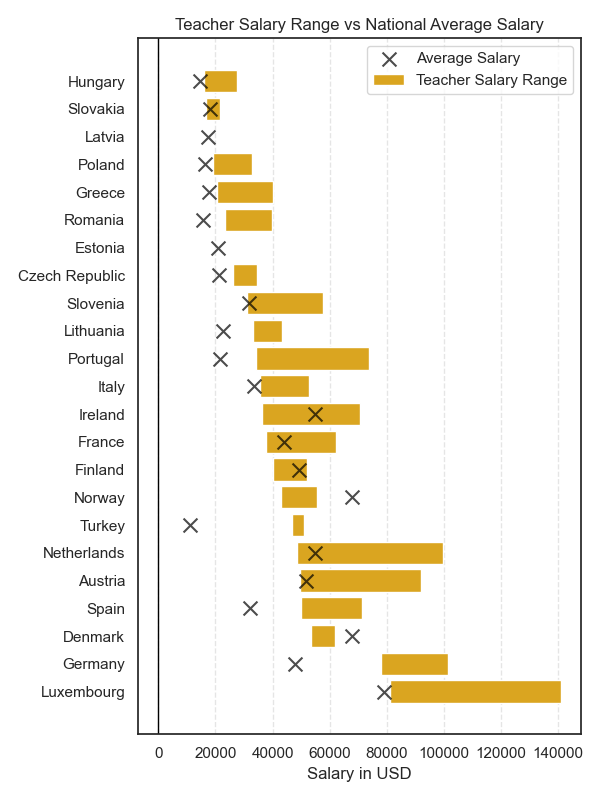 Teacher Salary Range vs National Average Salary
Average Salary
Teacher Salary Range
Hungary
Slovakia
Latvia
Poland
Greece
Romania
Estonia
Czech Republic
Slovenia
Lithuania
Portugal
Italy
Ireland
France
Finland
Norway
Turkey
Netherlands
Austria
Spain
Denmark
Germany
Luxembourg
0 20000 40000 60000 80000 100000 120000 140000
Salary in USD